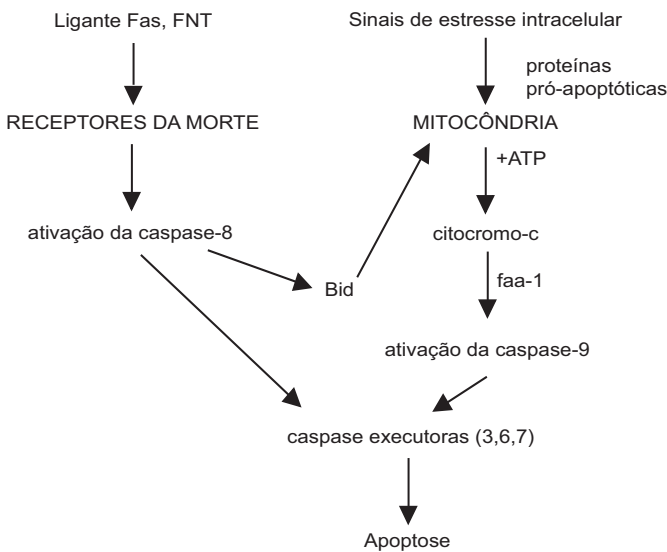 Ligante Fas, FNT
Sinais de estresse intracelular
proteínas
pró-apoptóticas
RECEPTORES DA MORTE
MITOCÔNDRIA
+ATP
ativação da caspase-8
citocromo-c
Bid
faa-1
ativação da caspase-9
caspase executoras (3,6,7)
Apoptose